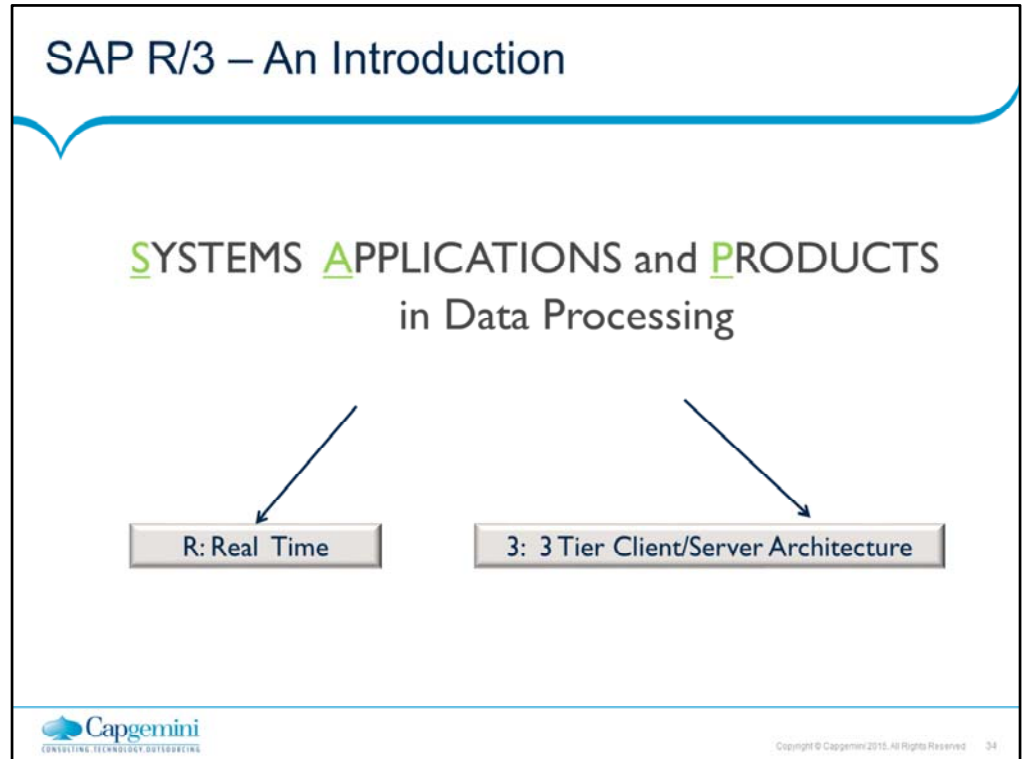 SAP R/3 – An Introduction
SYSTEMS APPLICATIONS and PRODUCTS
in Data Processing
R: Real Time
3: 3 Tier Client/Server Architecture
Capgemini
CONSULTING.TECHNOLOGY.OUTSOURCING
Copyright © Capgemini 2015. All Rights Reserved 34